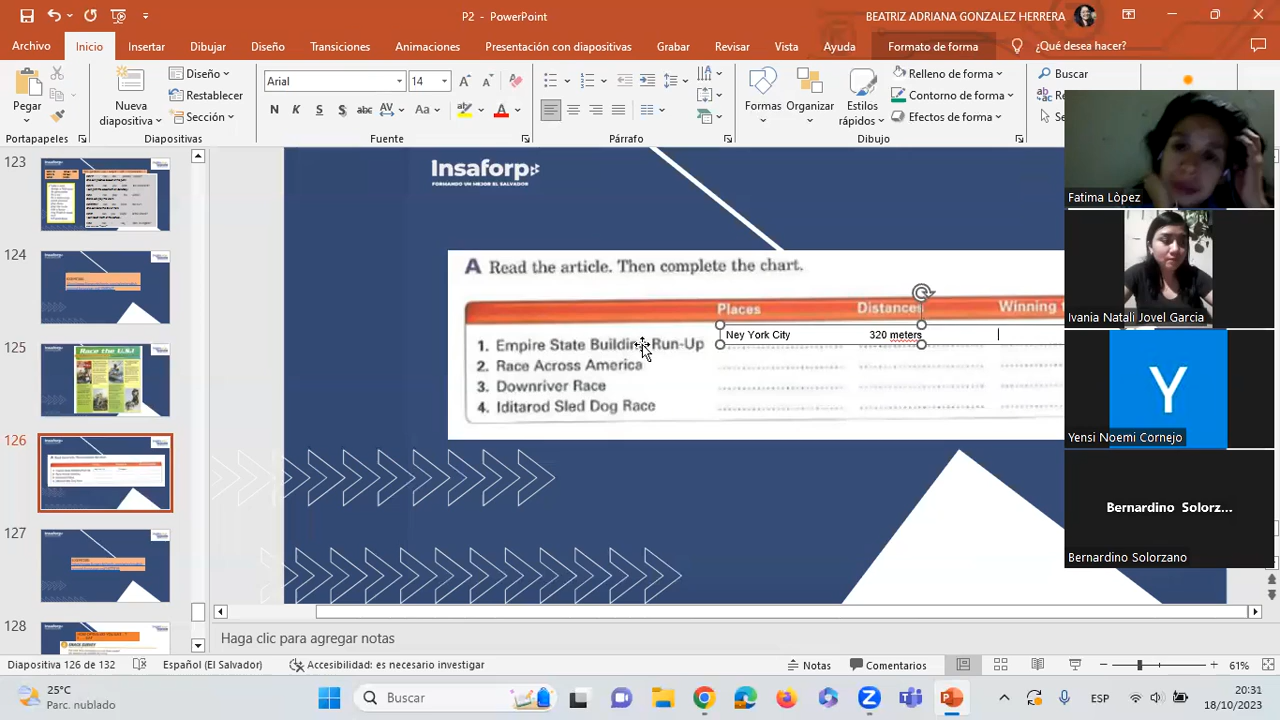 P2 - PowerPoint
BEATRIZ ADRIANA GONZALEZ HERRERA
Archivo Inicio Insertar Dibujar Diseño Transiciones Animaciones Presentación con diapositivas Grabar Revisar Vista Ayuda Formato de forma ¿Qué desea hacer?
Pegar
Portapapeles
Nueva diapositiva
Diseño
Restablecer
Sección
Diapositivas
Arial 14
N K S abc AV Aa A
Fuente
Párrafo
Formas
Organizar
Estilos rápidos
Relleno de forma
Contorno de forma
Efectos de forma
Dibujo
Buscar
Re
Se
123
124
125
Race the U.S.!
126
127
128
Insaforp
FORMANDO UN MEJOR EL SALVADOR
A Read the article. Then complete the chart.
Places Distances Winning t
Ney York City 320 meters
1. Empire State Building Run-Up
2. Race Across America
3. Downriver Race
4. Iditarod Sled Dog Race
Fatima Lòpez
Ivania Natali Jovel Garcia
Y
Yensi Noemi Cornejo
Bernardino Solorz...
Bernardino Solorzano
Haga clic para agregar notas
Diapositiva 126 de 132 Español (El Salvador) Accesibilidad: es necesario investigar Notas Comentarios 61%
25°C
Parc. nublado
Buscar
ESP
20:31
18/10/2023